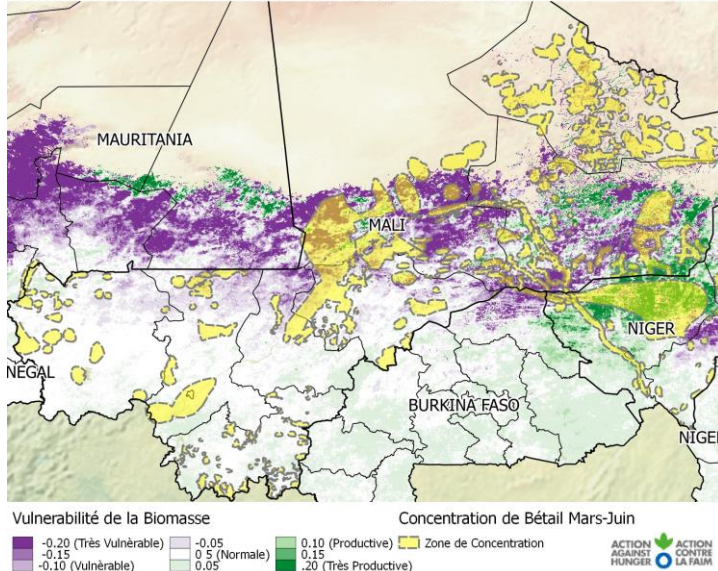 MAURITANIA
MALI
NIGER
NEGAL
BURKINA FASO
NIGE
Vulnerabilité de la Biomasse
-0.20 (Très Vulnèrable)
-0.15
-0.10 (Vulnèrable)
-0.05
0 5 (Normale)
0.05
0.10 (Productive)
0.15
.20 (Très Productive)
Concentration de Bétail Mars-Juin
Zone de Concentration
ACTION AGAINST HUNGER
ACTION CONTRE LA FAIM